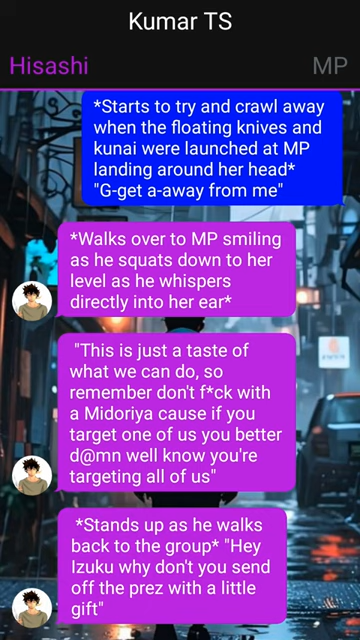 Kumar TS
Hisashi
MP
*Starts to try and crawl away
when the floating knives and
kunai were launched at MP
landing around her head*
"G-get a-away from me"
*Walks over to MP smiling
as he squats down to her
level as he whispers
directly into her ear*
"This is just a taste of
what we can do, so
remember don't f*ck with
a Midoriya cause if you
target one of us you better
d@mn well know you're
targeting all of us"
*Stands up as he walks
back to the group* "Hey
Izuku why don't you send
off the prez with a little
gift"